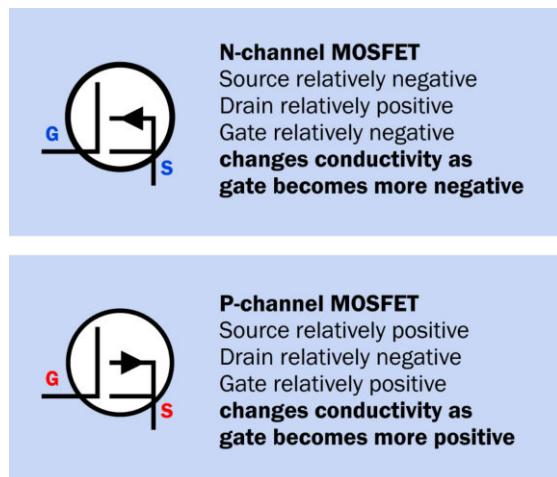 N-channel MOSFET
Source relatively negative
Drain relatively positive
Gate relatively negative
changes conductivity as
gate becomes more negative
G
S
P-channel MOSFET
Source relatively positive
Drain relatively negative
Gate relatively positive
changes conductivity as
gate becomes more positive
G
S